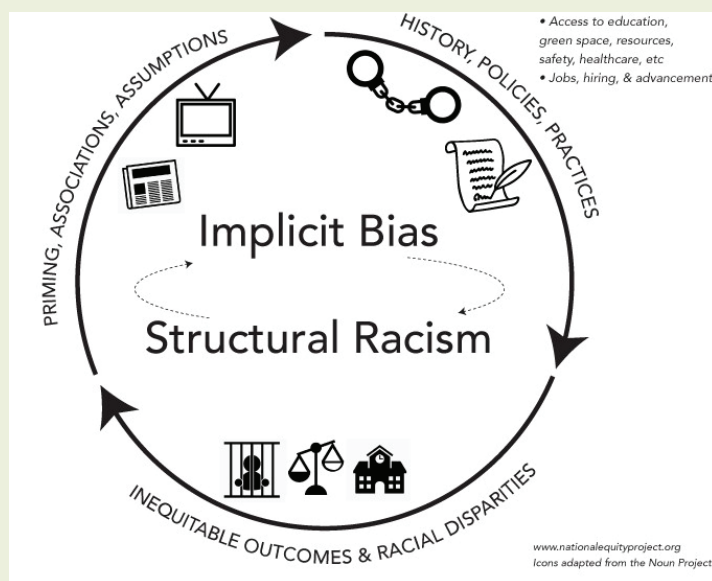 PRIMING, ASSOCIATIONS, ASSUMPTIONS
HISTORY, POLICIES, PRACTICES
• Access to education,
green space, resources,
safety, healthcare, etc
• Jobs, hiring, & advancement
Implicit Bias
Structural Racism
INEQUITABLE OUTCOMES & RACIAL DISPARITIES
www.nationalequityproject.org
Icons adapted from the Noun Project